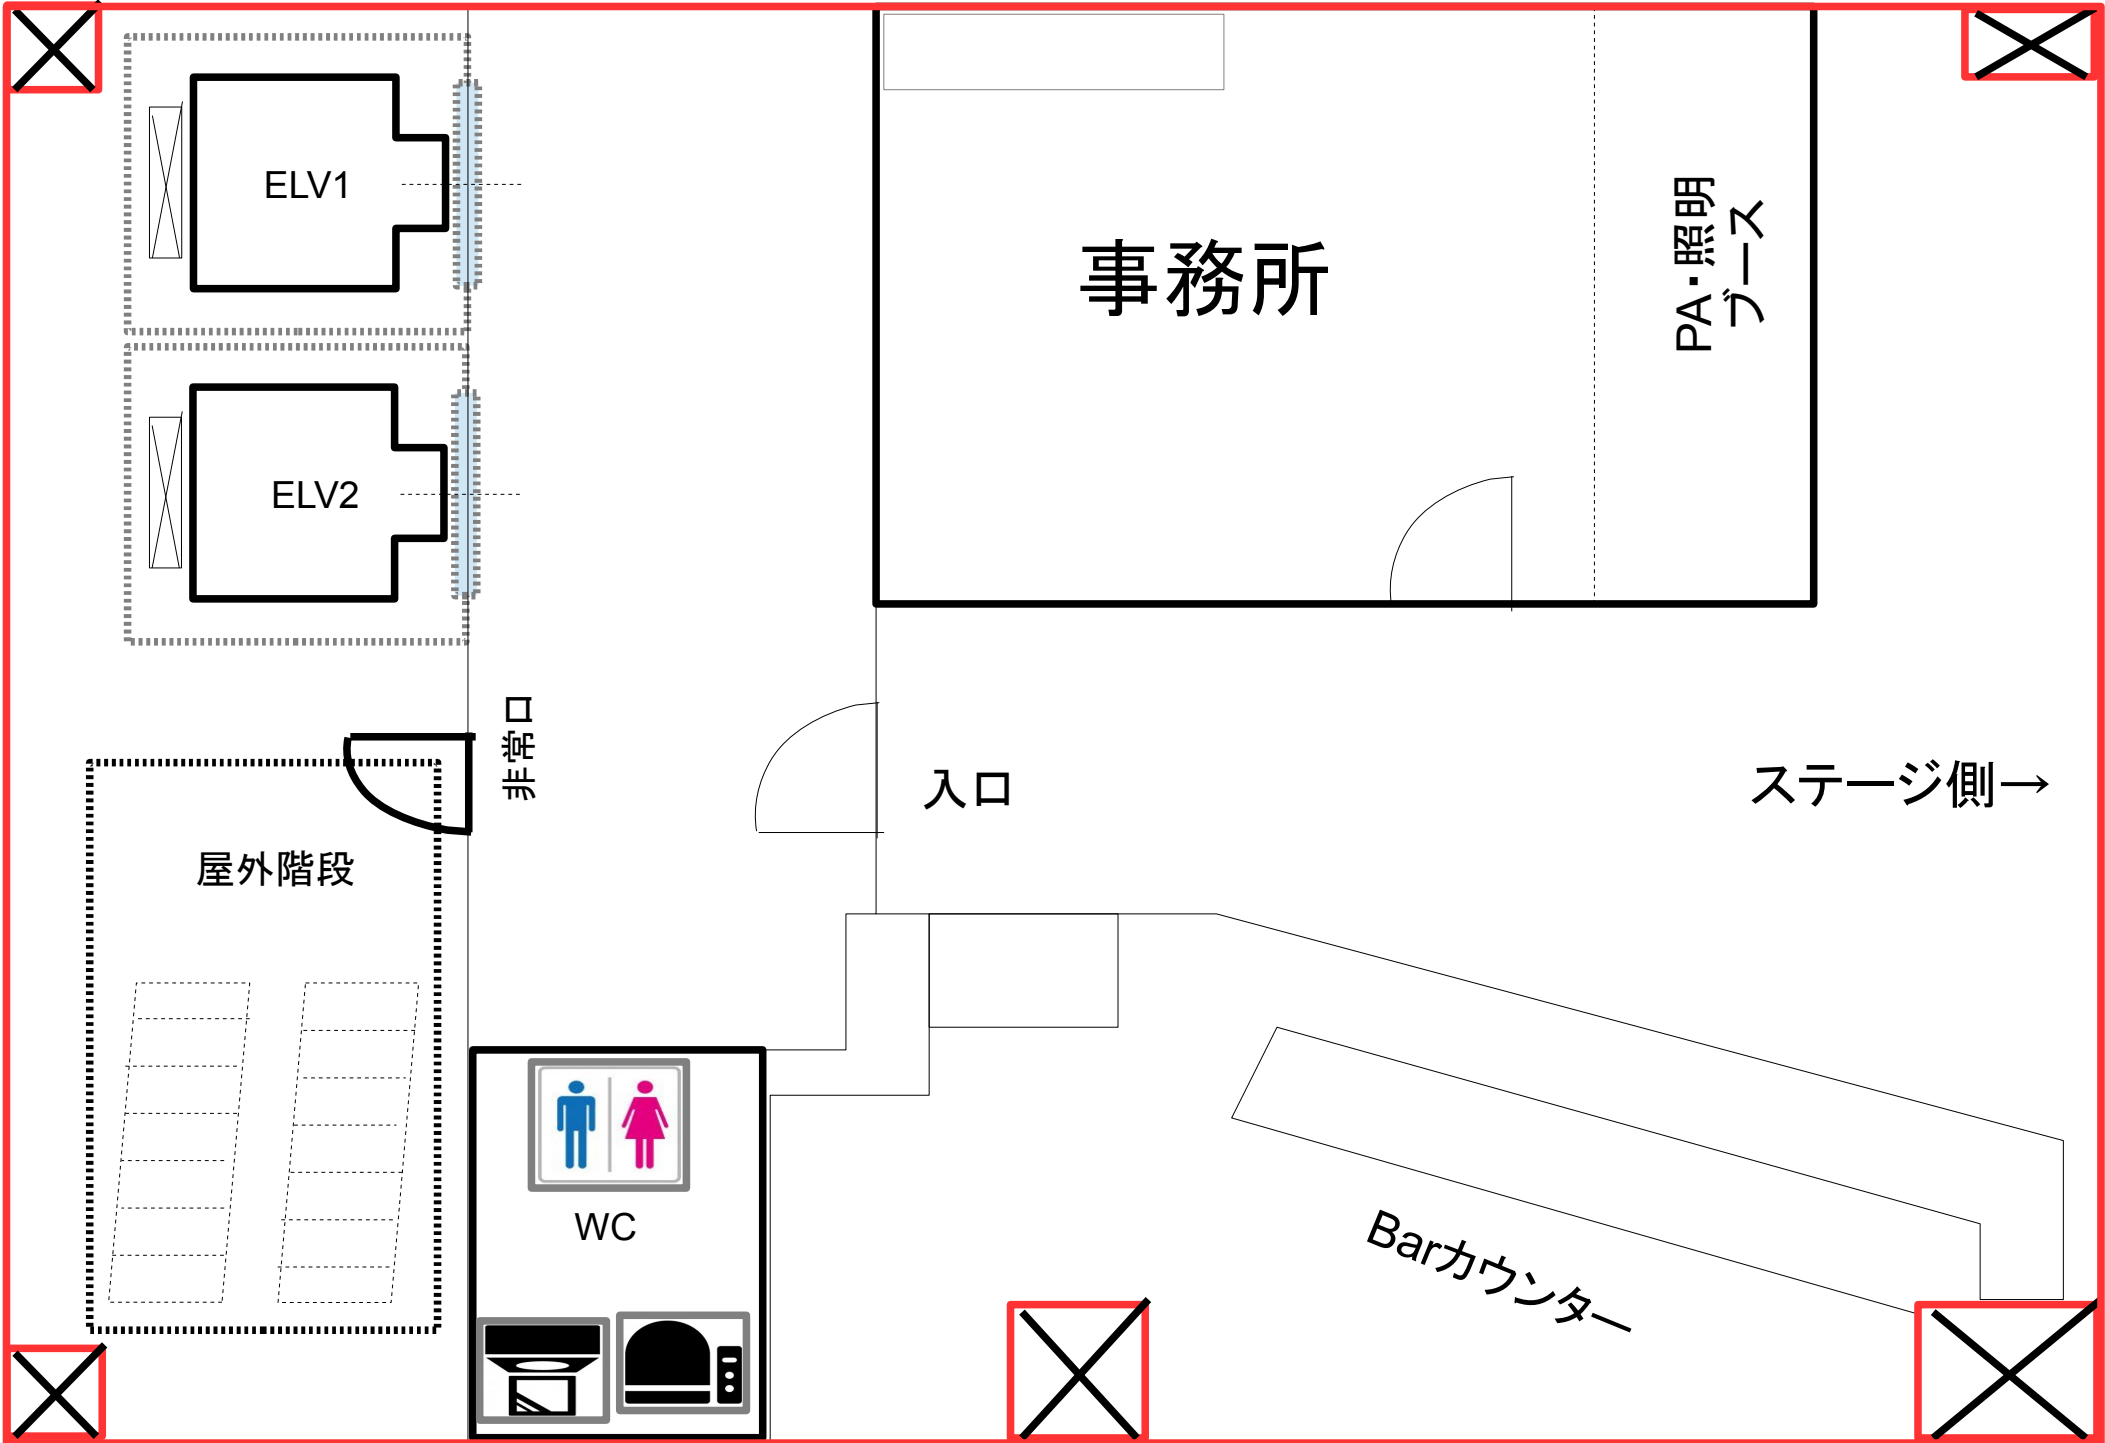 ELV1
事務所
PA・照明
ブース
ELV2
非常口
入口
ステージ側→
屋外階段
WC
Barカウンター